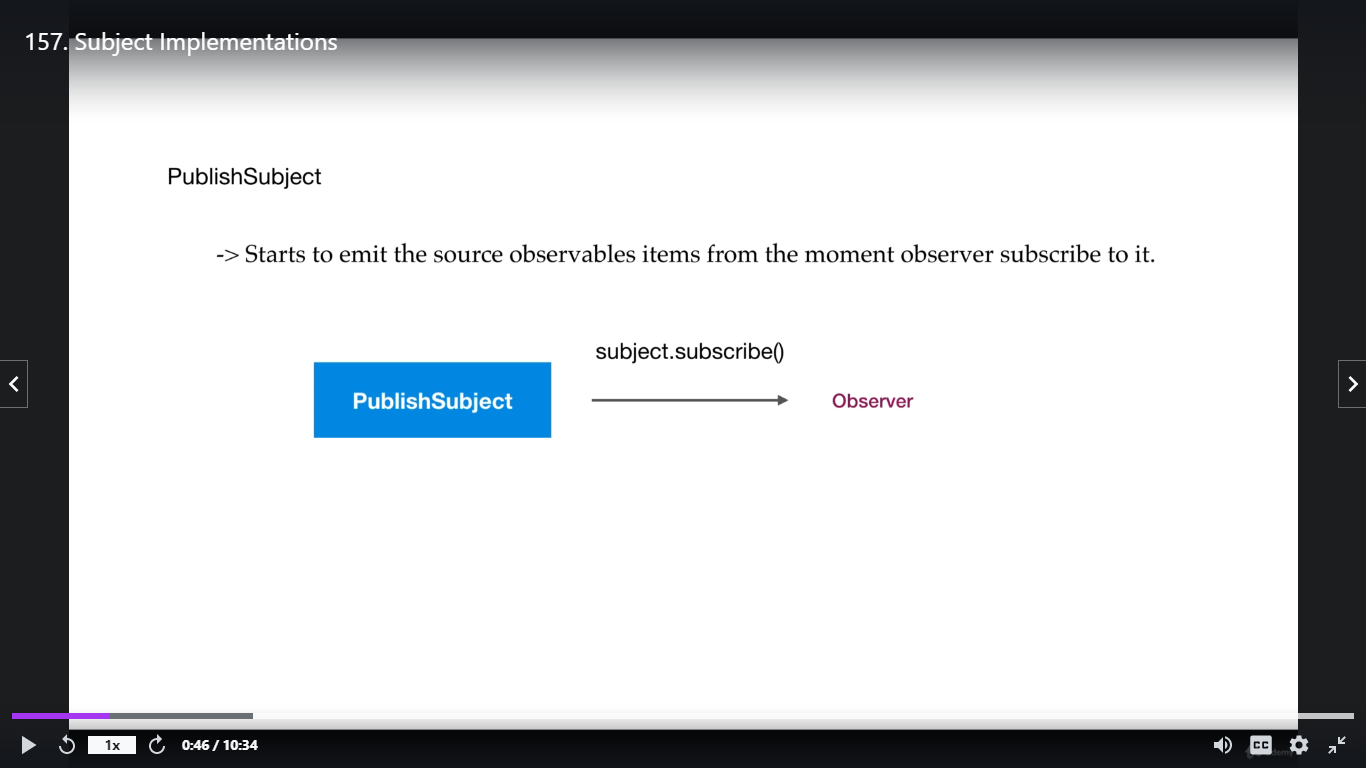 157. Subject Implementations
PublishSubject
-> Starts to emit the source observables items from the moment observer subscribe to it.
subject.subscribe()
PublishSubject
Observer
1x
0:46 / 10:34
CC